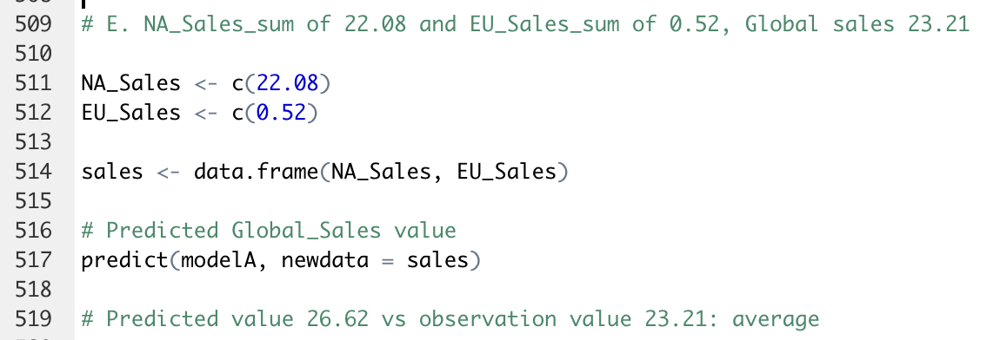 509 # E. NA_Sales_sum of 22.08 and EU_Sales_sum of 0.52, Global sales 23.21
510
511 NA_Sales <- c(22.08)
512 EU_Sales <- c(0.52)
513
514 sales <- data.frame(NA_Sales, EU_Sales)
515
516 # Predicted Global_Sales value
517 predict(modelA, newdata = sales)
518
519 # Predicted value 26.62 vs observation value 23.21: average